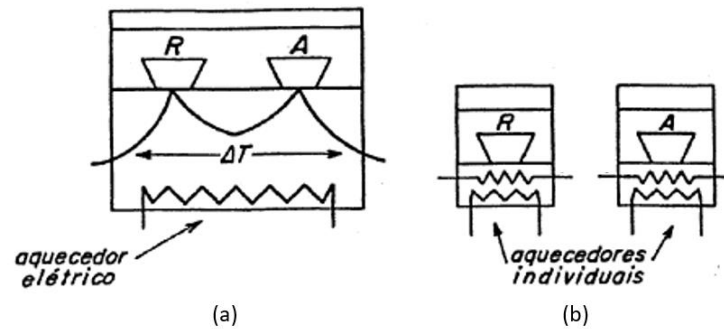 R
A
ΔT
aquecedor
elétrico
(a)
R
A
aquecedores
individuais
(b)